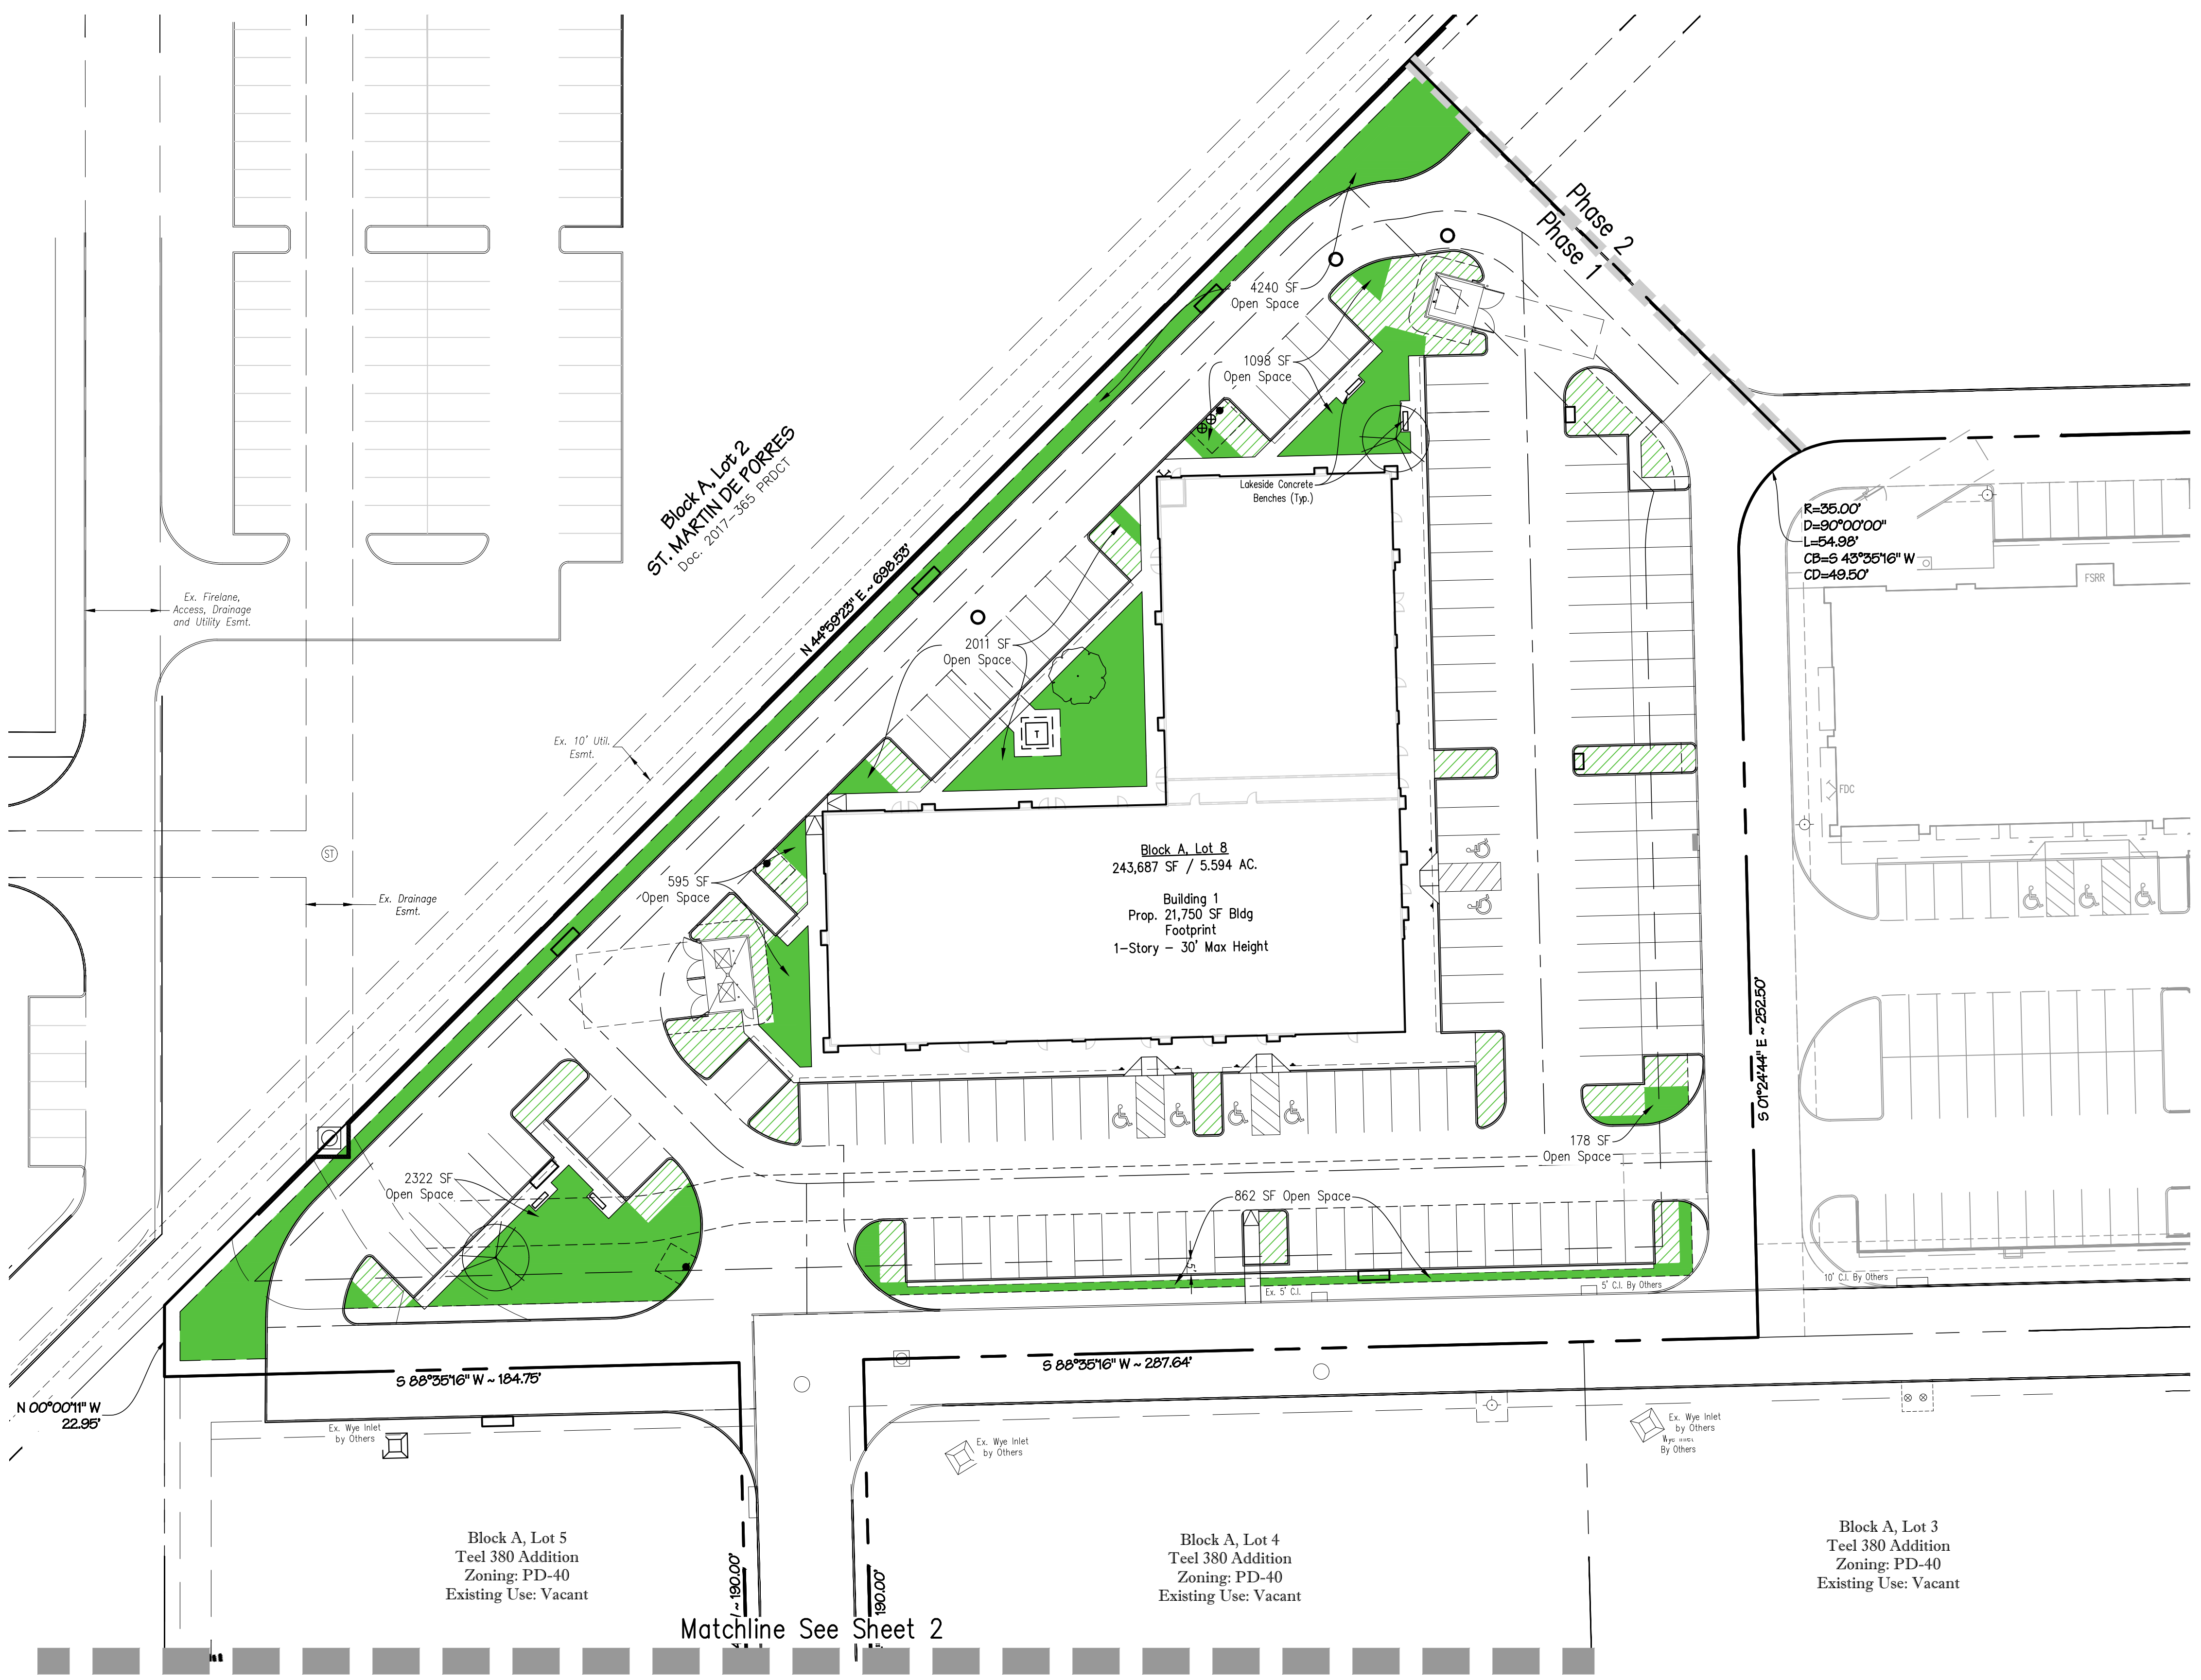 Phase 2
Phase 1
4240 SF
Open Space
1098 SF
Open Space
Block A, Lot 2
ST. MARTIN DE PORRES
Doc. 2017-365 PRDCT
Lakeside Concrete
Benches (Typ.)
R=35.00'
D=90°00'00"
L=54.98'
CB=S 43°35'16" W
CD=49.50'
FSRR
N 44°59'23" E ~ 698.53'
Ex. Firelane,
Access, Drainage
and Utility Esmt.
2011 SF
Open Space
T
Ex. 10' Util.
Esmt.
FDC
ST
Block A, Lot 8
243,687 SF / 5.594 AC.
Building 1
Prop. 21,750 SF Bldg
Footprint
1-Story - 30' Max Height
595 SF
Open Space
Ex. Drainage
Esmt.
S 01°24'44" E ~ 252.50'
178 SF
Open Space
2322 SF
Open Space
862 SF Open Space
5'
Ex. 5' C.I.
5' C.I. By Others
10' C.I. By Others
S 88°35'16" W ~ 184.75'
S 88°35'16" W ~ 287.64'
N 00°00'11" W
22.95'
Ex. Wye Inlet
by Others
Ex. Wye Inlet
by Others
Ex. Wye Inlet
by Others
By Others
Block A, Lot 5
Teel 380 Addition
Zoning: PD-40
Existing Use: Vacant
Block A, Lot 4
Teel 380 Addition
Zoning: PD-40
Existing Use: Vacant
Block A, Lot 3
Teel 380 Addition
Zoning: PD-40
Existing Use: Vacant
~ 190.00'
190.00'
Matchline See Sheet 2